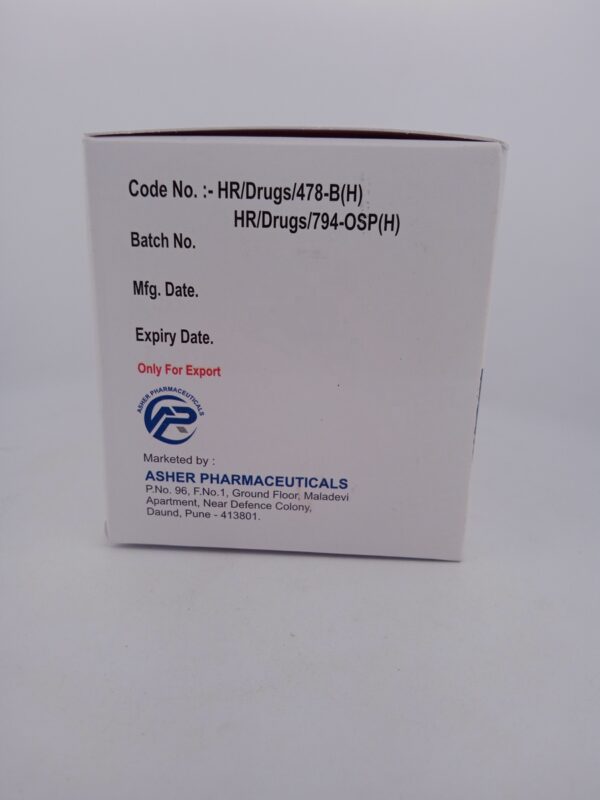 Code No. :- HR/Drugs/478-B(H)
HR/Drugs/794-OSP(H)
Batch No.
Mfg. Date.
Expiry Date.
Only For Export
ASHER PHARMACEUTICALS
Marketed by :
ASHER PHARMACEUTICALS
P.No. 96, F.No.1, Ground Floor, Maladevi
Apartment, Near Defence Colony,
Daund, Pune - 413801.